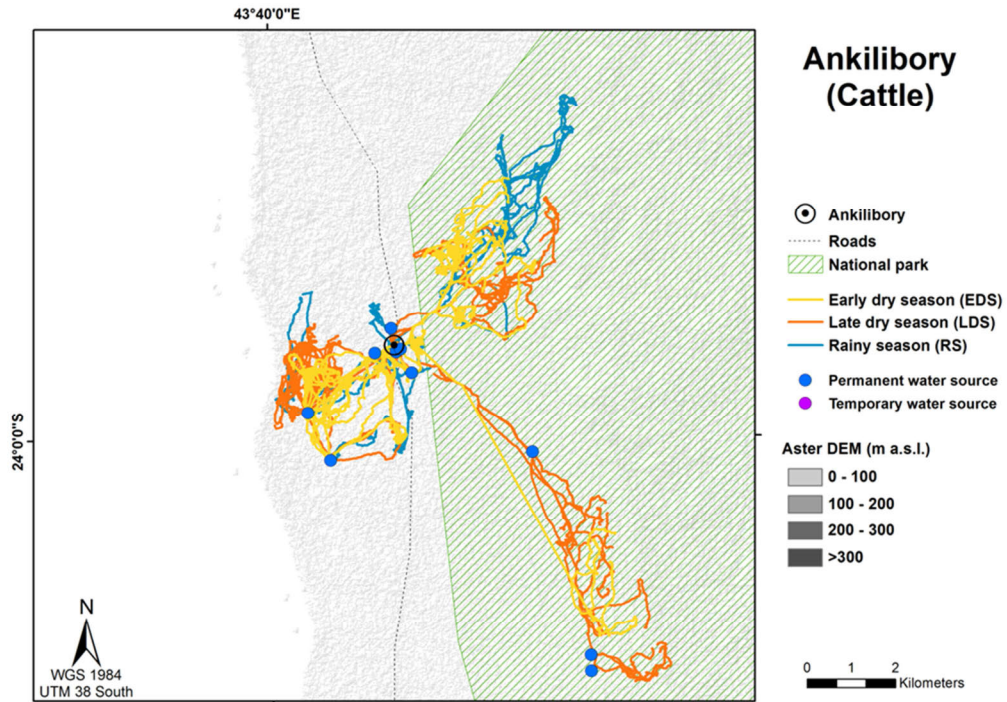 43°40'0"E
Ankilibory
(Cattle)
Ankilibory
Roads
National park
Early dry season (EDS)
Late dry season (LDS)
Rainy season (RS)
Permanent water source
Temporary water source
24°0'0"S
Aster DEM (m a.s.l.)
0 - 100
100 - 200
200 - 300
>300
N
WGS 1984
UTM 38 South
0 1 2
Kilometers